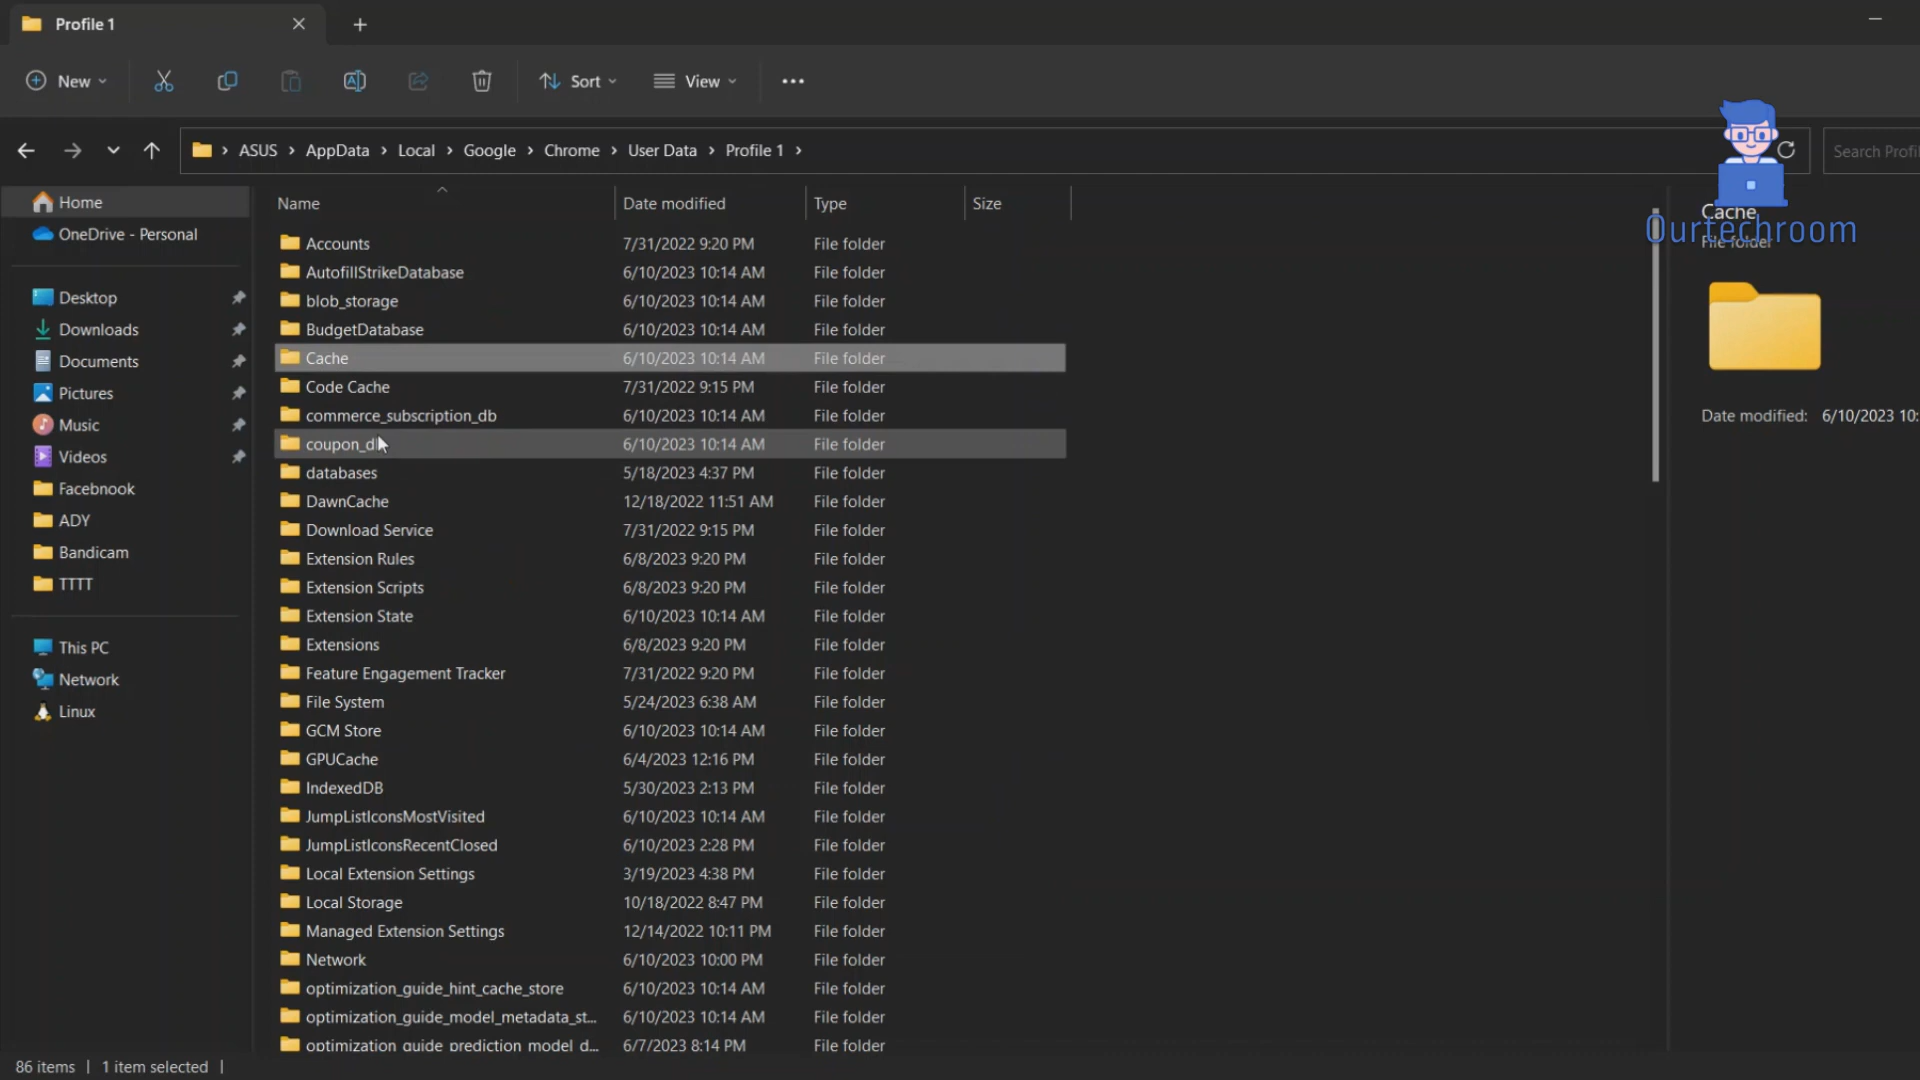 Profile 1
New
Sort
View
ASUS > AppData > Local > Google > Chrome > User Data > Profile 1 >
Search Profil
Home
OneDrive - Personal
Desktop
Downloads
Documents
Pictures
Music
Videos
Facebnook
ADY
Bandicam
TTTT
This PC
Network
Linux
Name Date modified Type Size
Accounts 7/31/2022 9:20 PM File folder
AutofillStrikeDatabase 6/10/2023 10:14 AM File folder
blob_storage 6/10/2023 10:14 AM File folder
BudgetDatabase 6/10/2023 10:14 AM File folder
Cache 6/10/2023 10:14 AM File folder
Code Cache 7/31/2022 9:15 PM File folder
commerce_subscription_db 6/10/2023 10:14 AM File folder
coupon_d 6/10/2023 10:14 AM File folder
databases 5/18/2023 4:37 PM File folder
DawnCache 12/18/2022 11:51 AM File folder
Download Service 7/31/2022 9:15 PM File folder
Extension Rules 6/8/2023 9:20 PM File folder
Extension Scripts 6/8/2023 9:20 PM File folder
Extension State 6/10/2023 10:14 AM File folder
Extensions 6/8/2023 9:20 PM File folder
Feature Engagement Tracker 7/31/2022 9:20 PM File folder
File System 5/24/2023 6:38 AM File folder
GCM Store 6/10/2023 10:14 AM File folder
GPUCache 6/4/2023 12:16 PM File folder
IndexedDB 5/30/2023 2:13 PM File folder
JumpListIconsMostVisited 6/10/2023 10:14 AM File folder
JumpListIconsRecentClosed 6/10/2023 2:28 PM File folder
Local Extension Settings 3/19/2023 4:38 PM File folder
Local Storage 10/18/2022 8:47 PM File folder
Managed Extension Settings 12/14/2022 10:11 PM File folder
Network 6/10/2023 10:00 PM File folder
optimization_guide_hint_cache_store 6/10/2023 10:14 AM File folder
optimization_guide_model_metadata_st... 6/10/2023 10:14 AM File folder
optimization_guide_prediction_model_d... 6/7/2023 8:14 PM File folder
Cache
File folder
Ourtechroom
Date modified: 6/10/2023 10:
86 items | 1 item selected |